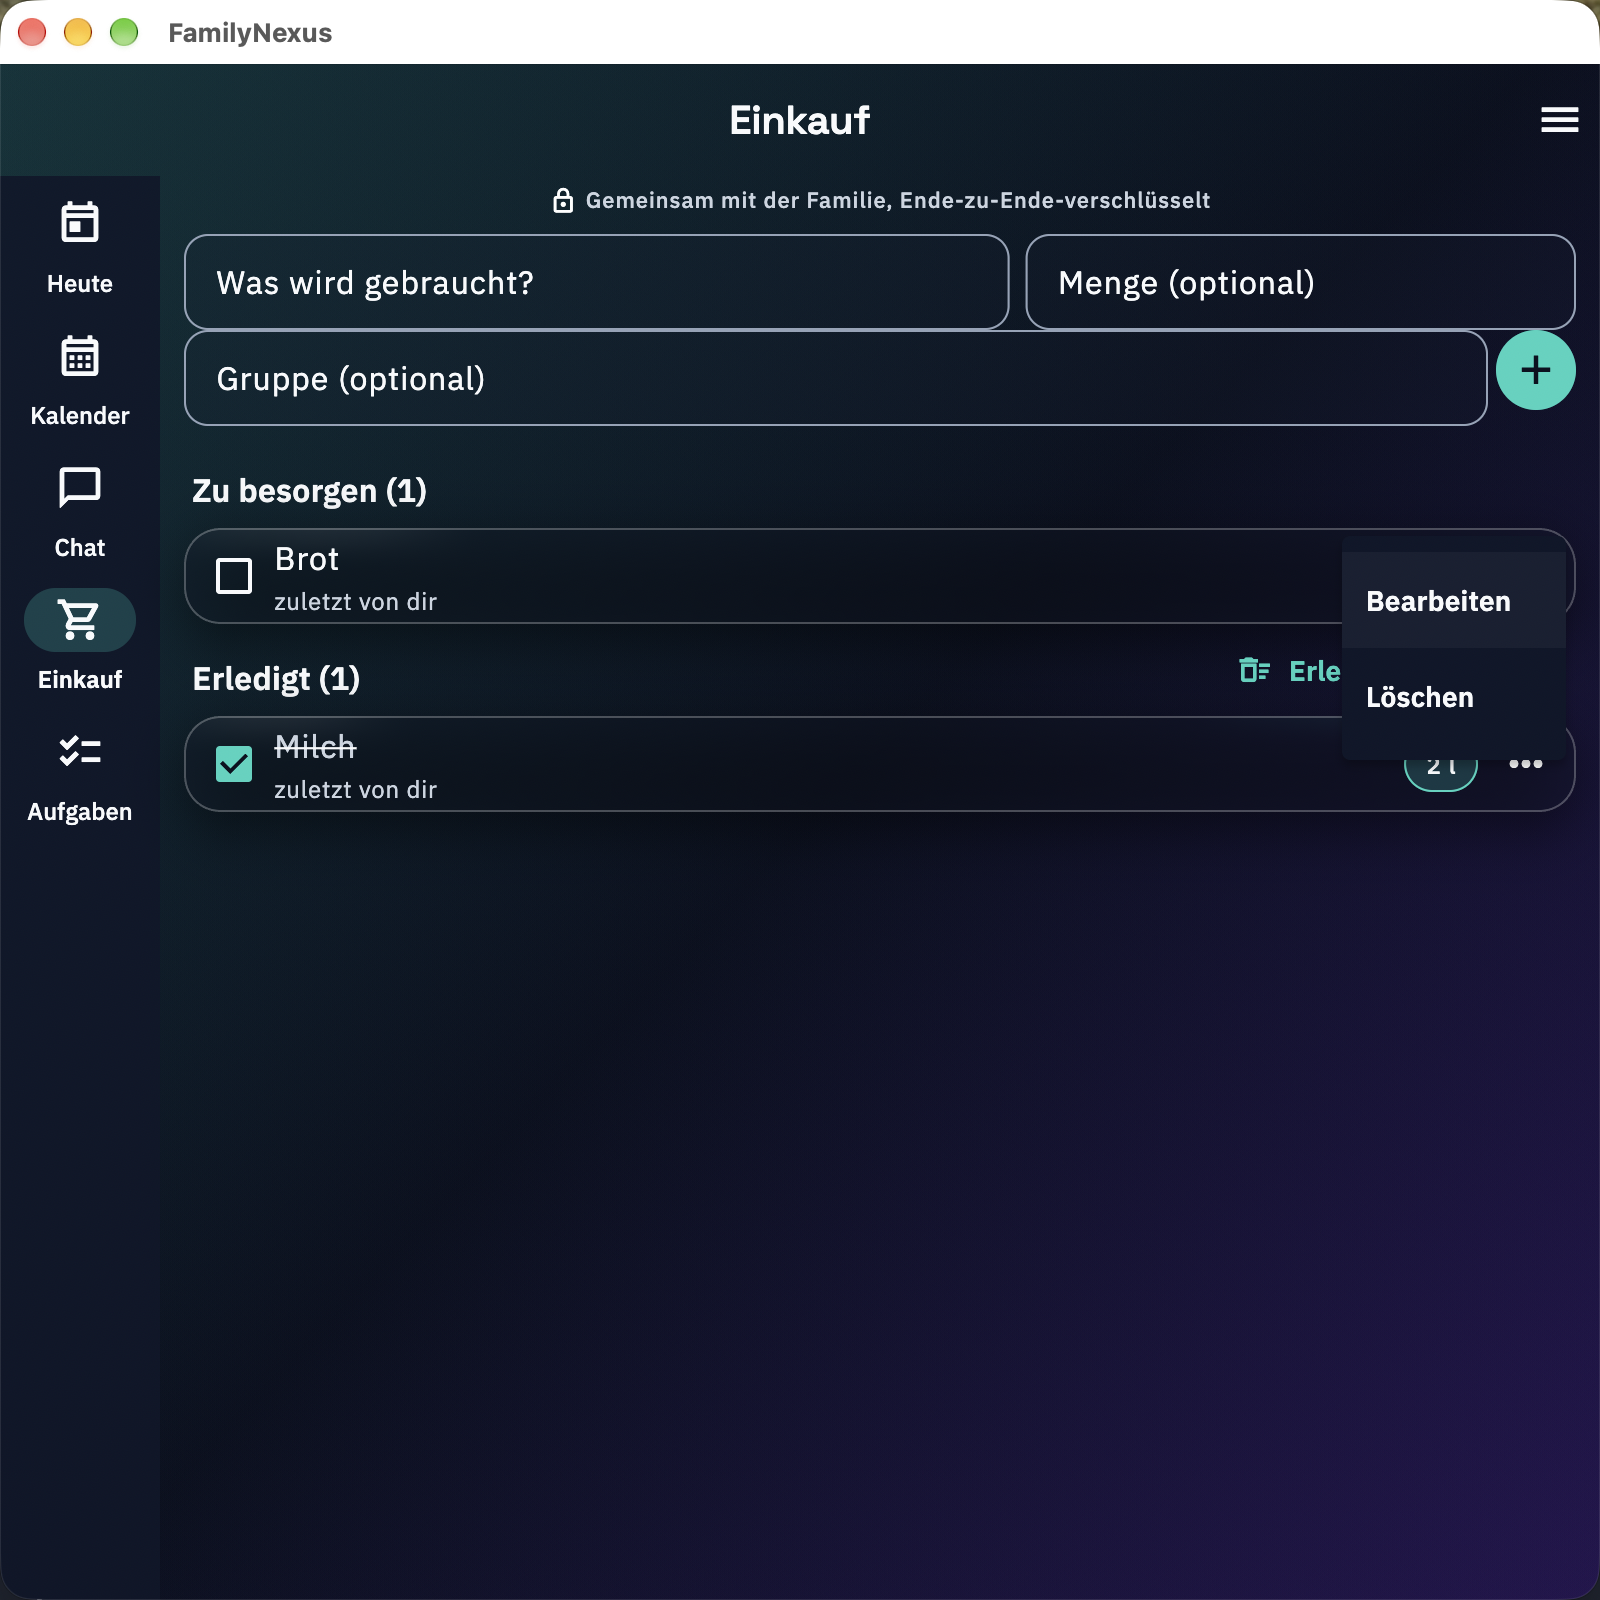 FamilyNexus
Einkauf
Gemeinsam mit der Familie, Ende-zu-Ende-verschlüsselt
Heute
Kalender
Chat
Einkauf
Aufgaben
Was wird gebraucht?
Menge (optional)
Gruppe (optional)
Zu besorgen (1)
Brot
zuletzt von dir
Bearbeiten
Löschen
Erledigt (1)
Milch
zuletzt von dir
2 l